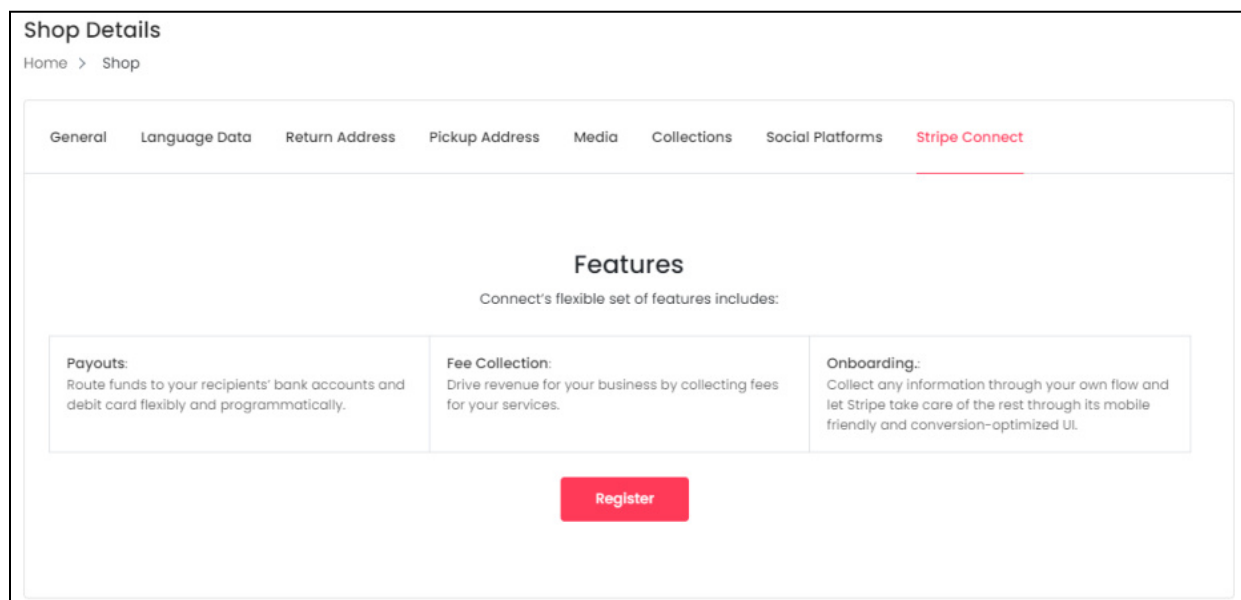 Shop Details
Home > Shop
General Language Data Return Address Pickup Address Media Collections Social Platforms Stripe Connect
Features
Connect's flexible set of features includes:
Payouts:
Route funds to your recipients' bank accounts and
debit card flexibly and programmatically.
Fee Collection:
Drive revenue for your business by collecting fees
for your services.
Onboarding.:
Collect any information through your own flow and
let Stripe take care of the rest through its mobile
friendly and conversion-optimized UI.
Register